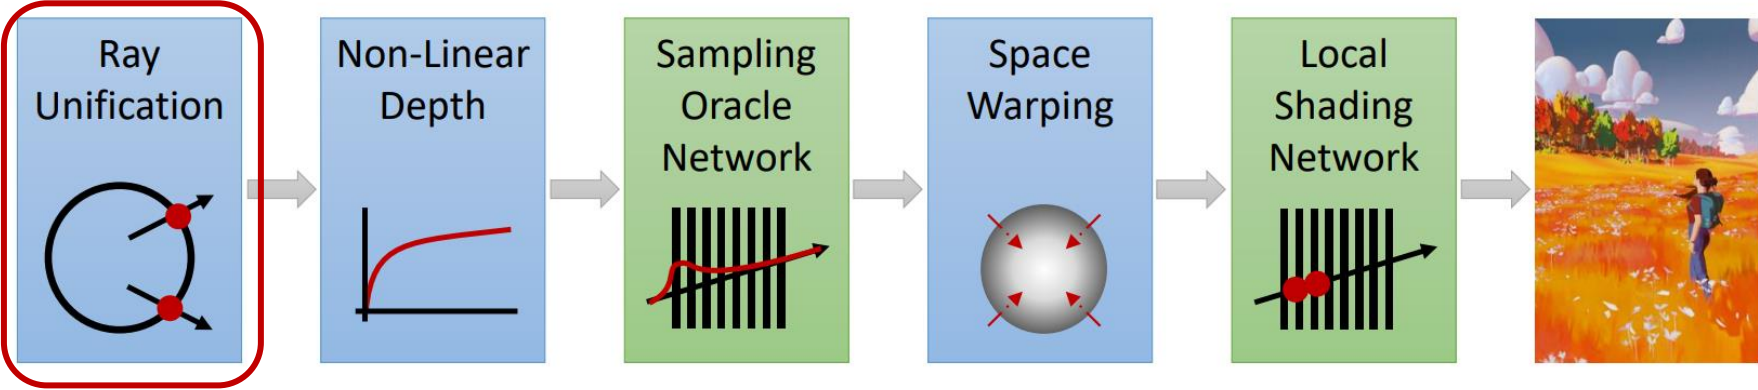 Ray
Unification
Non-Linear
Depth
Sampling
Oracle
Network
Space
Warping
Local
Shading
Network